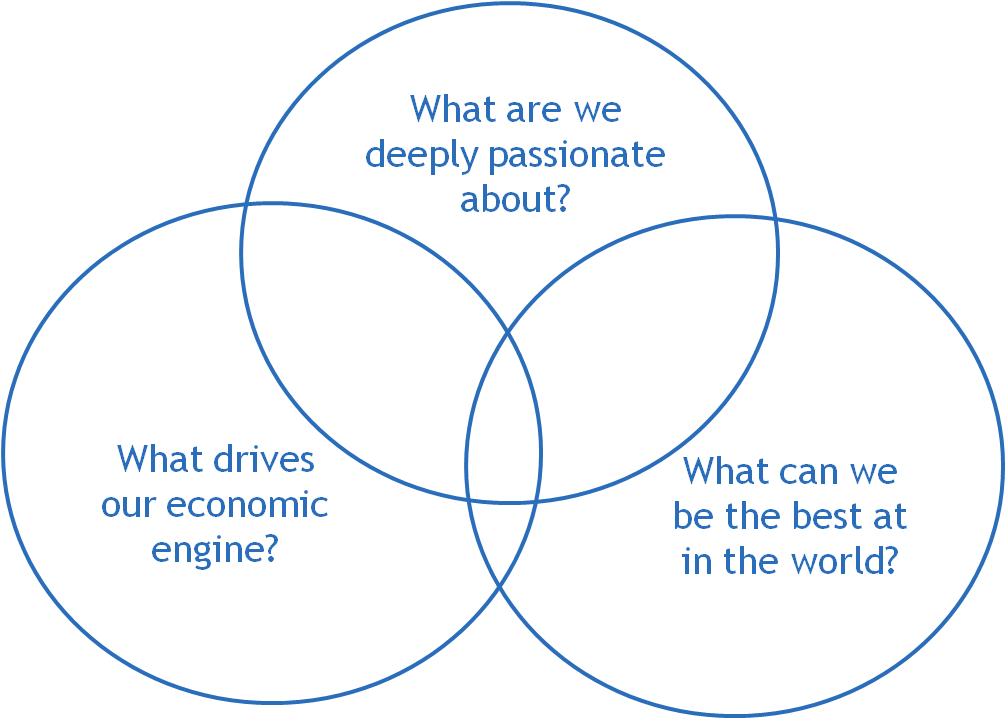 What are we
deeply passionate
about?
What drives
our economic
engine?
What can we
be the best at
in the world?